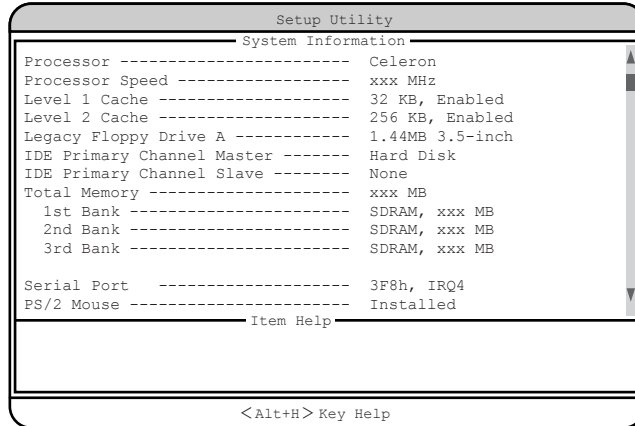 Setup Utility
System Information
Processor ------------------------ Celeron
Processor Speed ------------------ xxx MHz
Level 1 Cache -------------------- 32 KB, Enabled
Level 2 Cache -------------------- 256 KB, Enabled
Legacy Floppy Drive A ------------ 1.44MB 3.5-inch
IDE Primary Channel Master ------- Hard Disk
IDE Primary Channel Slave -------- None
Total Memory --------------------- xxx MB
1st Bank ----------------------- SDRAM, xxx MB
2nd Bank ----------------------- SDRAM, xxx MB
3rd Bank ----------------------- SDRAM, xxx MB
Serial Port -------------------- 3F8h, IRQ4
PS/2 Mouse ----------------------- Installed
Item Help
<Alt+H> Key Help